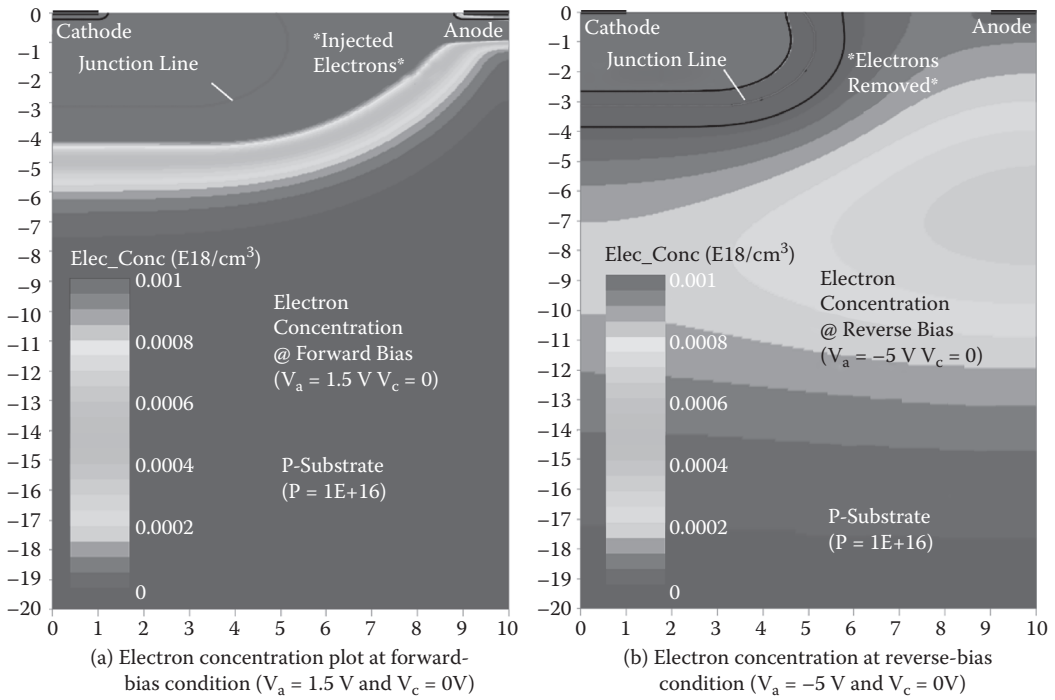 0
−1
−2
−3
−4
−5
−6
−7
−8
−9
−10
−11
−12
−13
−14
−15
−16
−17
−18
−19
−20
Cathode
Anode
*Injected
Electrons*
Junction Line
Elec_Conc (E18/cm³)
0.001
0.0008
0.0006
0.0004
0.0002
0
Electron
Concentration
@ Forward Bias
(Vₐ = 1.5 V V_c = 0)
P-Substrate
(P = 1E+16)
0 1 2 3 4 5 6 7 8 9 10
(a) Electron concentration plot at forward-
bias condition (Vₐ = 1.5 V and V_c = 0V)
0
−1
−2
−3
−4
−5
−6
−7
−8
−9
−10
−11
−12
−13
−14
−15
−16
−17
−18
−19
−20
Cathode
Anode
Junction Line
*Electrons
Removed*
Elec_Conc (E18/cm³)
0.001
0.0008
0.0006
0.0004
0.0002
0
Electron
Concentration
@ Reverse Bias
(Vₐ = −5 V V_c = 0)
P-Substrate
(P = 1E+16)
0 1 2 3 4 5 6 7 8 9 10
(b) Electron concentration at reverse-bias
condition (Vₐ = −5 V and V_c = 0V)